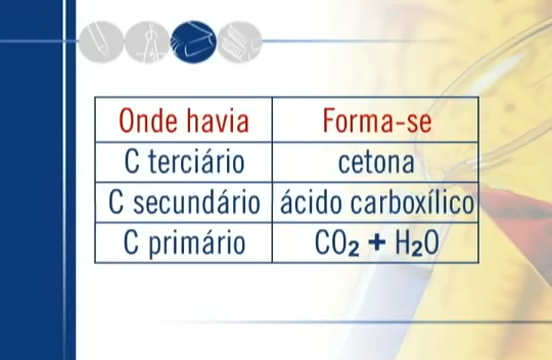 Onde havia Forma-se
C terciário cetona
C secundário ácido carboxílico
C primário CO₂ + H₂O